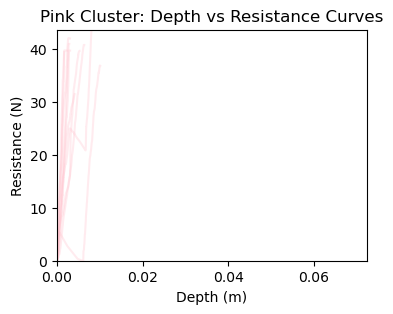 Pink Cluster: Depth vs Resistance Curves
40
30
20
10
0
Resistance (N)
0.00 0.02 0.04 0.06
Depth (m)